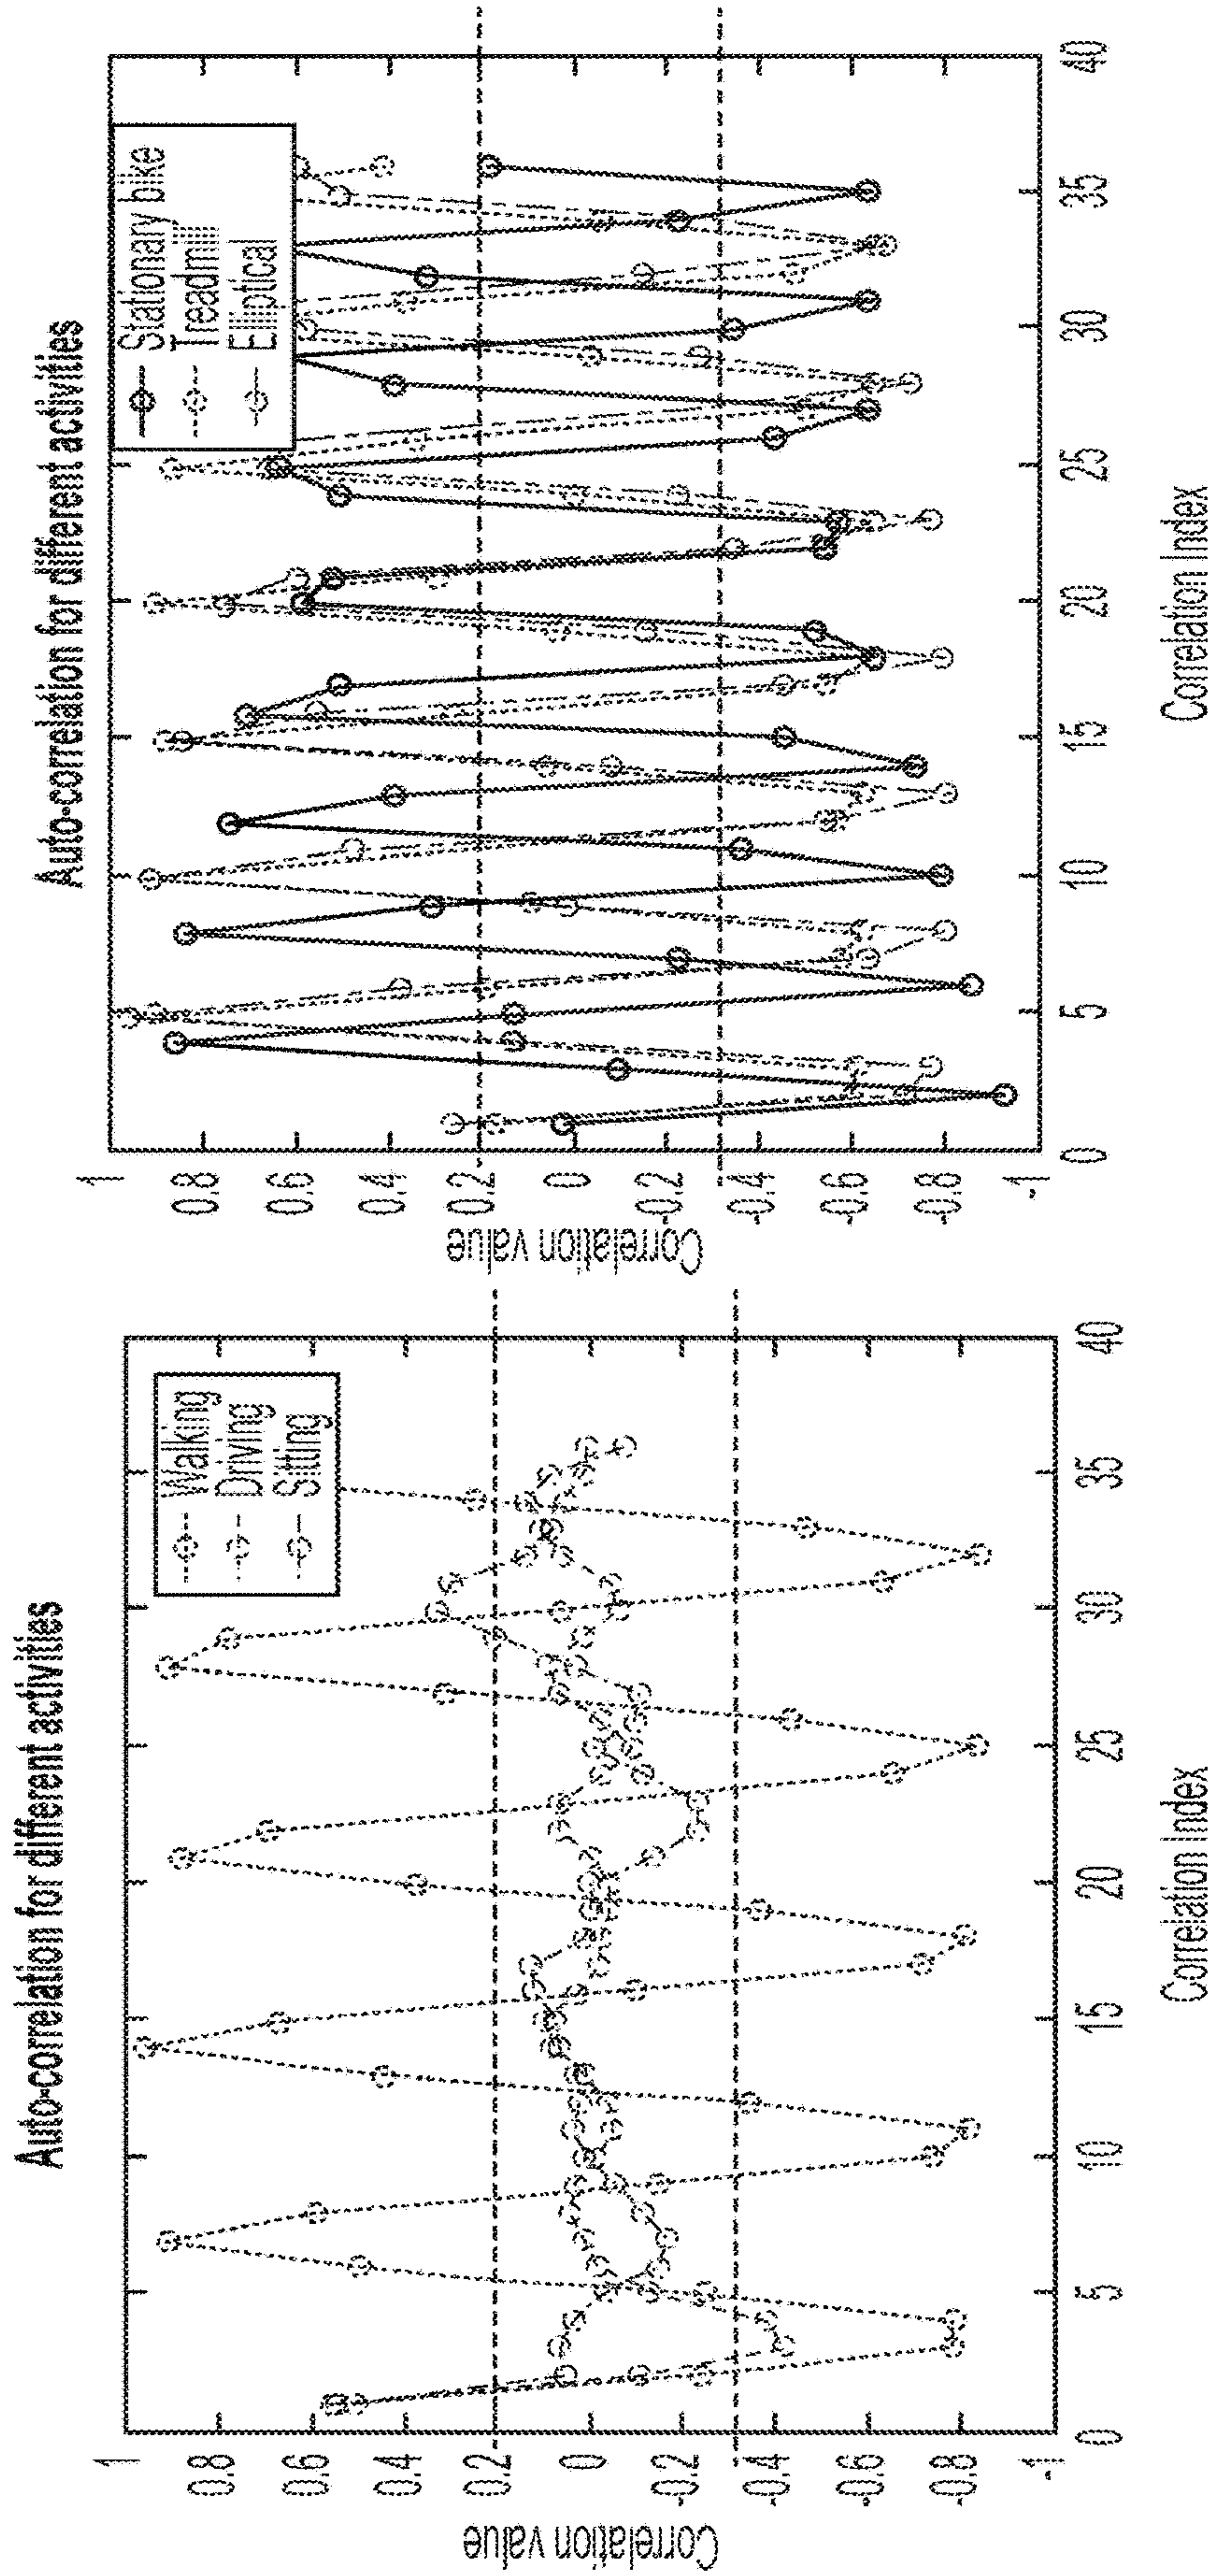 Auto-correlation for different activities
Walking
Driving
Sitting
Correlation value
1
0.8
0.6
0.4
0.2
0
-0.2
-0.4
-0.6
-0.8
-1
0 5 10 15 20 25 30 35 40
Correlation Index
Auto-correlation for different activities
Stationary bike
Treadmill
Elliptical
Correlation value
1
0.8
0.6
0.4
0.2
0
-0.2
-0.4
-0.6
-0.8
-1
0 5 10 15 20 25 30 35 40
Correlation Index